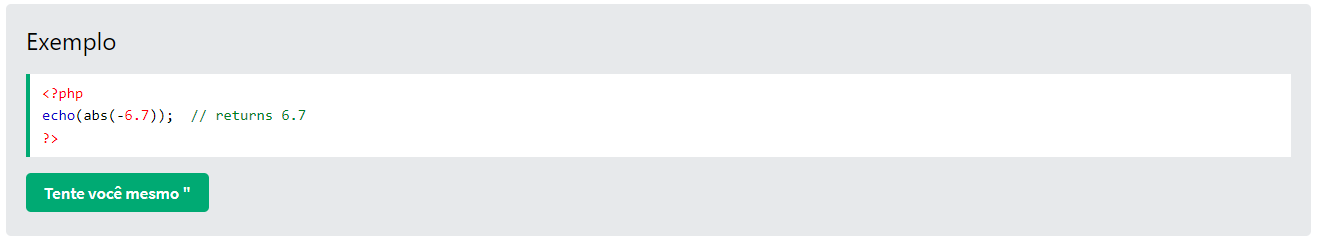 Exemplo
<?php
echo(abs(-6.7));  // returns 6.7
?>
Tente você mesmo "